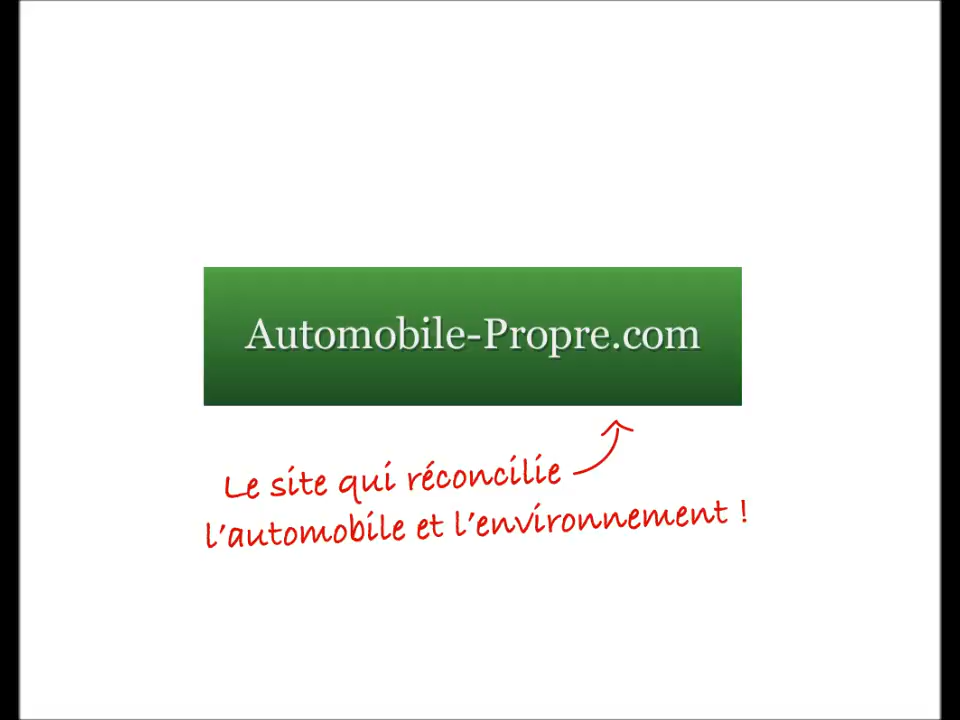 Automobile-Propre.com
Le site qui réconcilie
l'automobile et l'environnement !